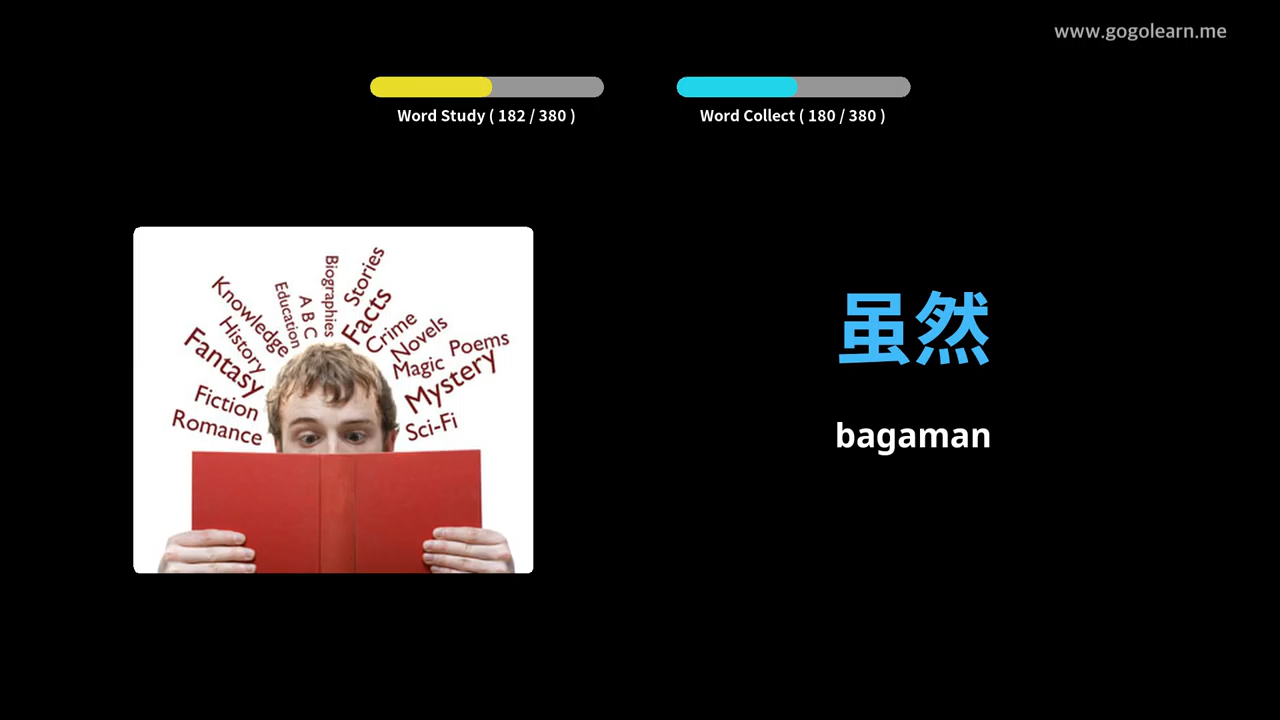 www.gogolearn.me
Word Study ( 182 / 380 )
Word Collect ( 180 / 380 )
Knowledge
History
Fantasy
Fiction
Romance
Education
A B C
Biographies
Stories
Facts
Crime
Novels
Magic
Poems
Mystery
Sci-Fi
虽然
bagaman